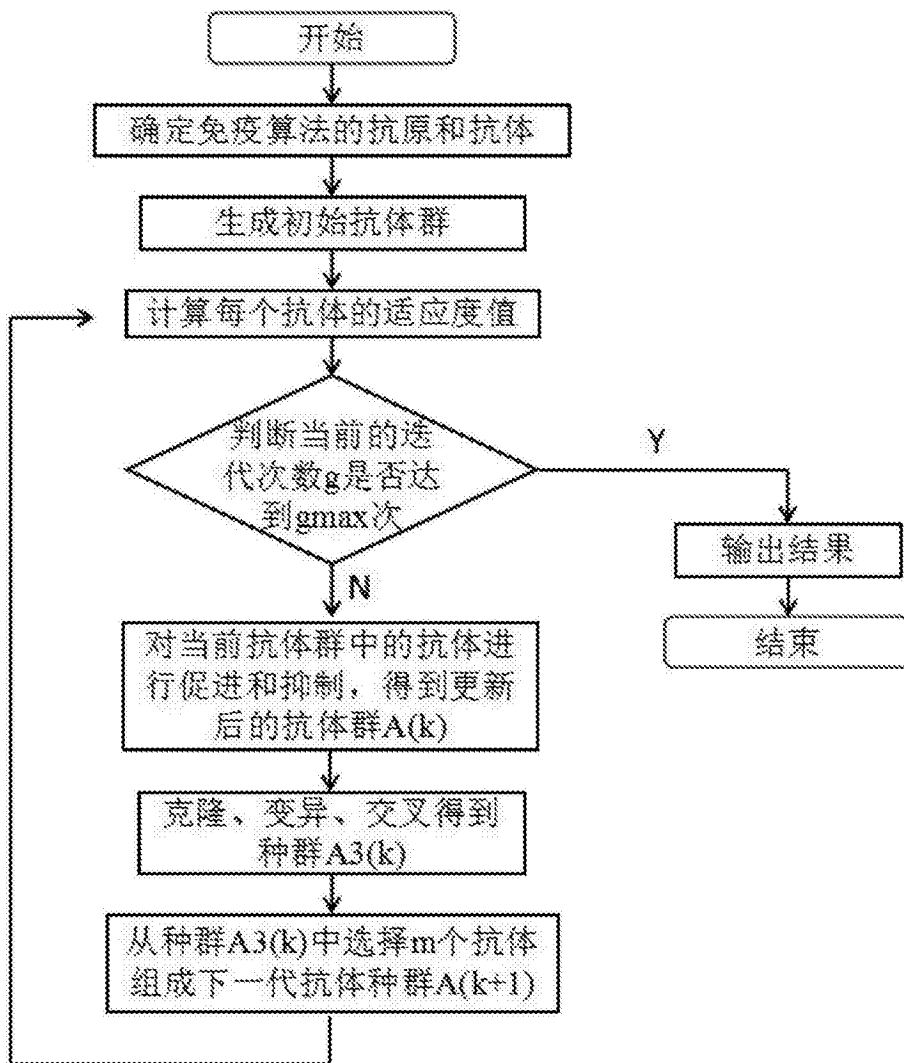 开始
确定免疫算法的抗原和抗体
生成初始抗体群
计算每个抗体的适应度值
判断当前的迭
代次数g是否达
到gmax次
Y
输出结果
结束
N
对当前抗体群中的抗体进
行促进和抑制，得到更新
后的抗体群A(k)
克隆、变异、交叉得到
种群A3(k)
从种群A3(k)中选择m个抗体
组成下一代抗体种群A(k+1)